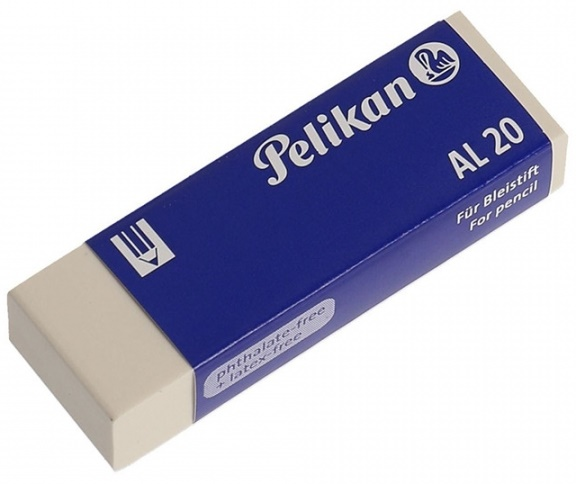 Pelikan
AL 20
Für Bleistift
For pencil
phthalate-free
+ latex-free